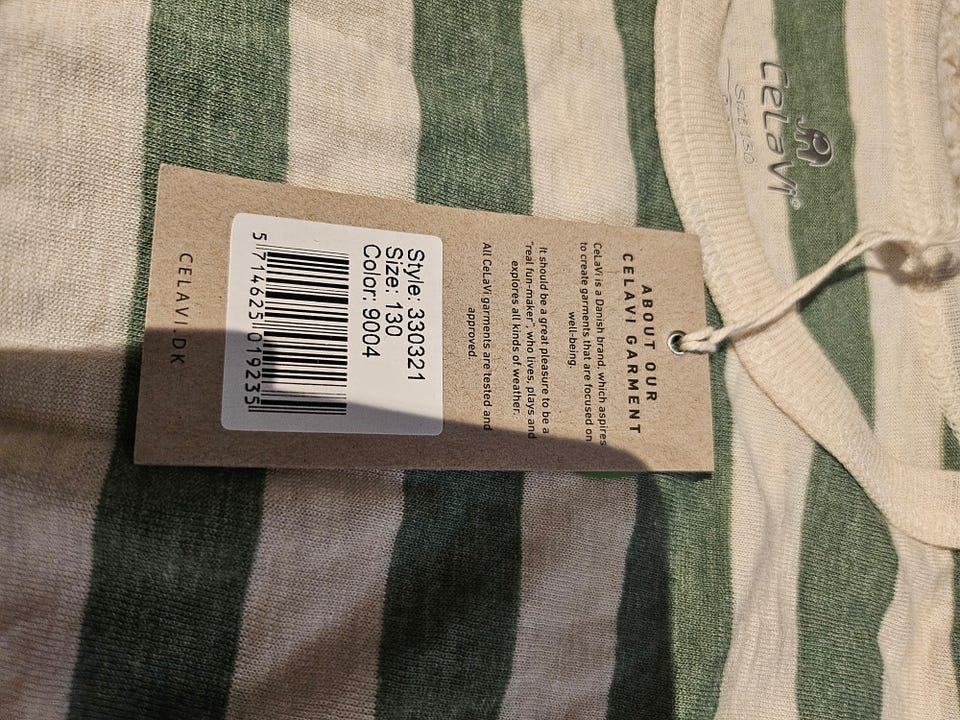 CeLaVi®
Size 130
ABOUT OUR
CELAVI GARMENT
CeLaVi is a Danish brand, which aspires
to create garments that are focused on
well-being.
It should be a great pleasure to be a
"real fun-maker", who lives, plays and
explores all kinds of weather.
All CeLaVi garments are tested and
approved.
Style: 330321
Size: 130
Color: 9004
5 714625 019235
CELAVI.DK